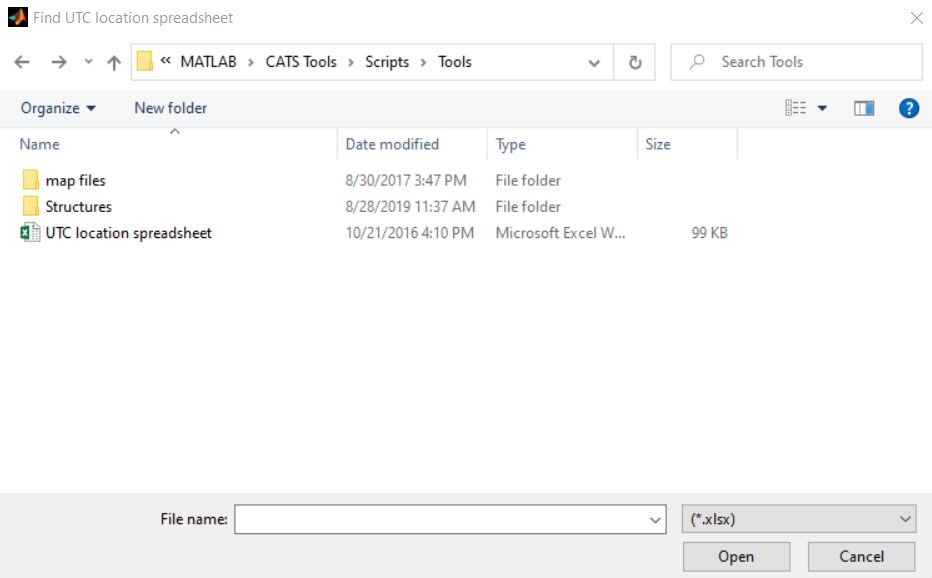 Find UTC location spreadsheet
« MATLAB > CATS Tools > Scripts > Tools Search Tools
Organize New folder ?
Name Date modified Type Size
map files 8/30/2017 3:47 PM File folder
Structures 8/28/2019 11:37 AM File folder
UTC location spreadsheet 10/21/2016 4:10 PM Microsoft Excel W... 99 KB
File name: (*.xlsx)
Open Cancel